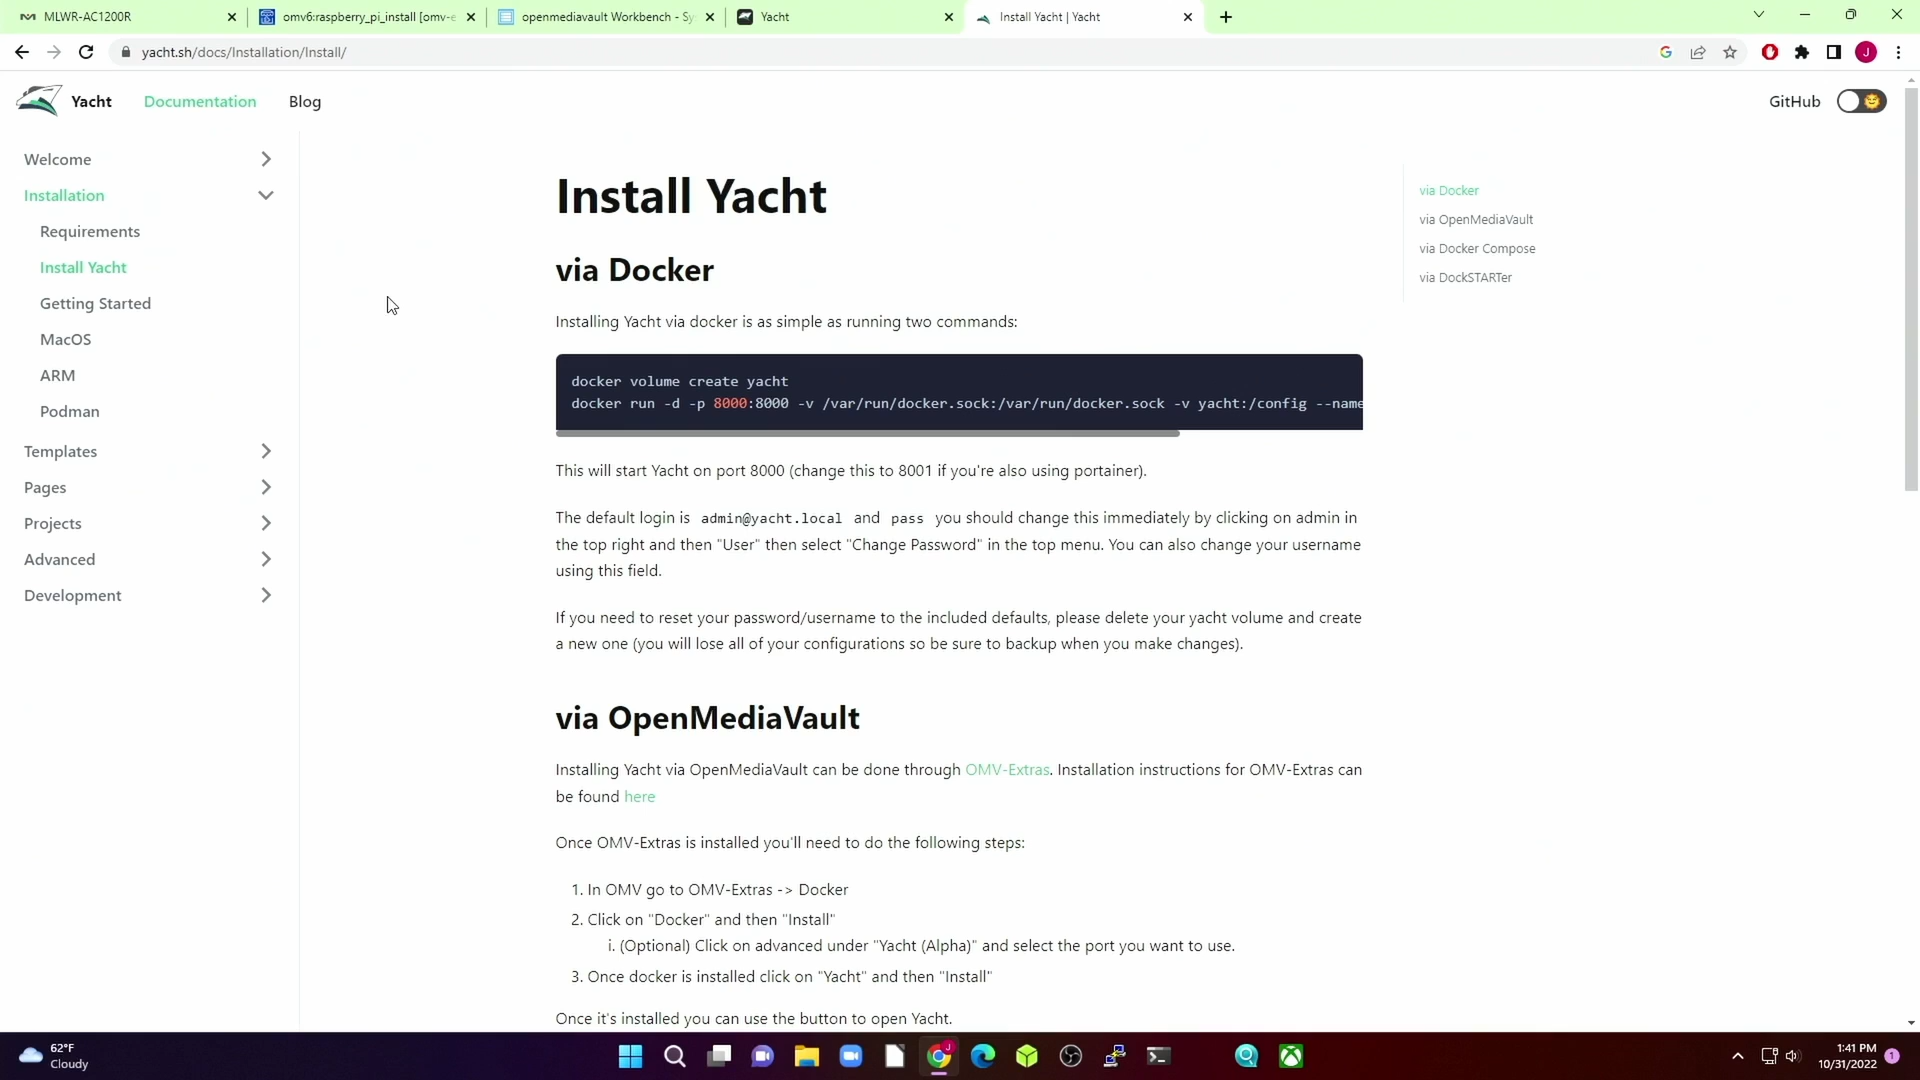 MLWR-AC1200R
omv6:raspberry_pi_install [omv-e
openmediavault Workbench - Sy
Yacht
Install Yacht | Yacht
yacht.sh/docs/Installation/Install/
J
Yacht
Documentation
Blog
GitHub
Welcome
Installation
Requirements
Install Yacht
Getting Started
MacOS
ARM
Podman
Templates
Pages
Projects
Advanced
Development
Install Yacht
via Docker
Installing Yacht via docker is as simple as running two commands:
docker volume create yacht
docker run -d -p 8000:8000 -v /var/run/docker.sock:/var/run/docker.sock -v yacht:/config --name
This will start Yacht on port 8000 (change this to 8001 if you're also using portainer).
The default login is admin@yacht.local and pass you should change this immediately by clicking on admin in
the top right and then "User" then select "Change Password" in the top menu. You can also change your username
using this field.
If you need to reset your password/username to the included defaults, please delete your yacht volume and create
a new one (you will lose all of your configurations so be sure to backup when you make changes).
via OpenMediaVault
Installing Yacht via OpenMediaVault can be done through OMV-Extras. Installation instructions for OMV-Extras can
be found here
Once OMV-Extras is installed you'll need to do the following steps:
1. In OMV go to OMV-Extras -> Docker
2. Click on "Docker" and then "Install"
i. (Optional) Click on advanced under "Yacht (Alpha)" and select the port you want to use.
3. Once docker is installed click on "Yacht" and then "Install"
Once it's installed you can use the button to open Yacht.
via Docker
via OpenMediaVault
via Docker Compose
via DockSTARTer
62°F
Cloudy
J
1:41 PM
10/31/2022
1